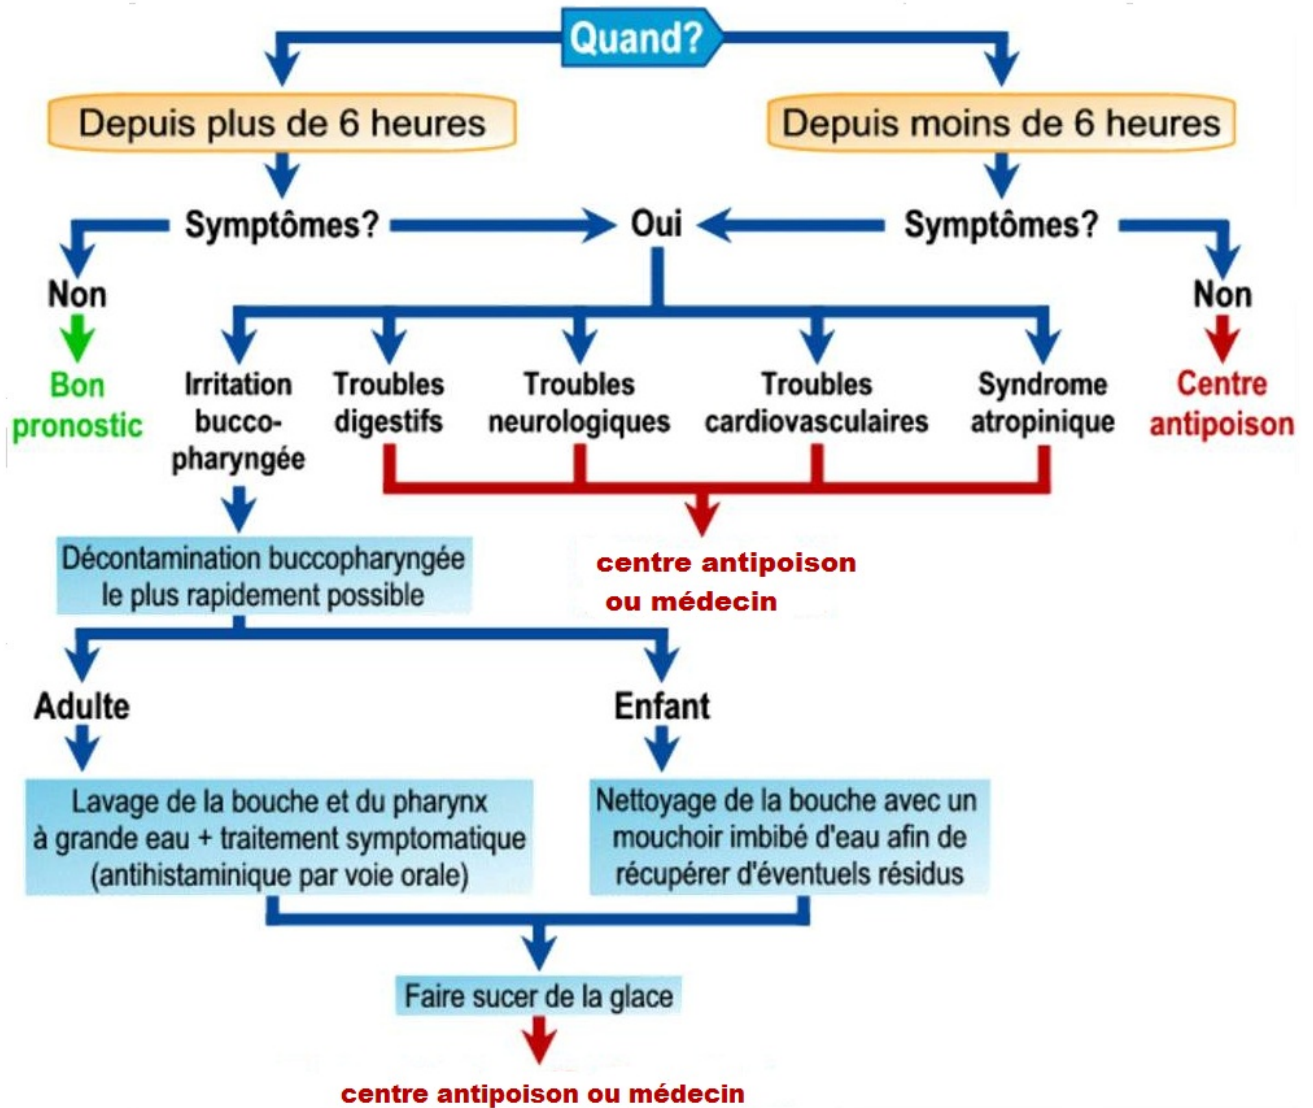 Quand?
Depuis plus de 6 heures
Depuis moins de 6 heures
Symptômes?
Oui
Symptômes?
Non
Non
Bon
pronostic
Irritation
bucco-
pharyngée
Troubles
digestifs
Troubles
neurologiques
Troubles
cardiovasculaires
Syndrome
atropinique
Centre
antipoison
Décontamination buccopharyngée
le plus rapidement possible
centre antipoison
ou médecin
Adulte
Enfant
Lavage de la bouche et du pharynx
à grande eau + traitement symptomatique
(antihistaminique par voie orale)
Nettoyage de la bouche avec un
mouchoir imbibé d'eau afin de
récupérer d'éventuels résidus
Faire sucer de la glace
centre antipoison ou médecin